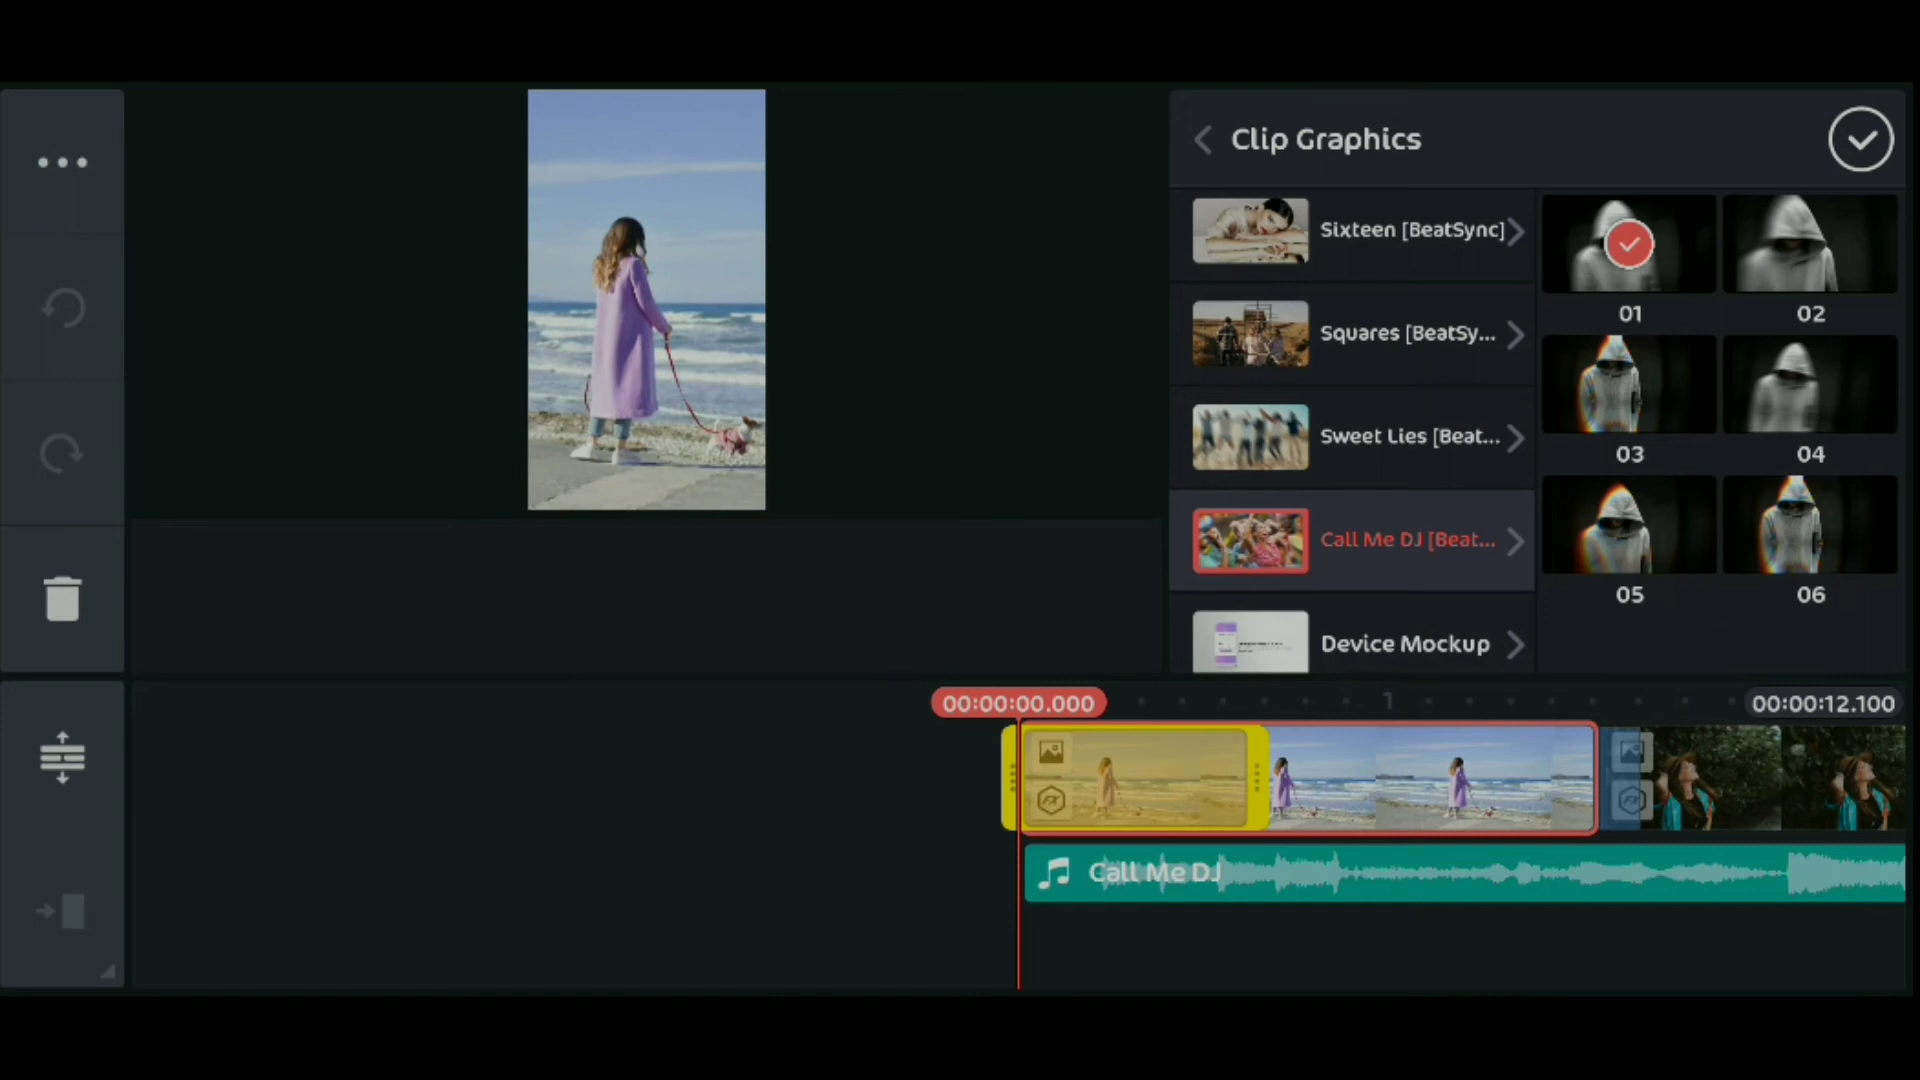 Clip Graphics
Sixteen [BeatSync]
Squares [BeatSy...
Sweet Lies [Beat...
Call Me DJ [Beat...
Device Mockup
01
02
03
04
05
06
00:00:00.000
1
00:00:12.100
Call Me DJ